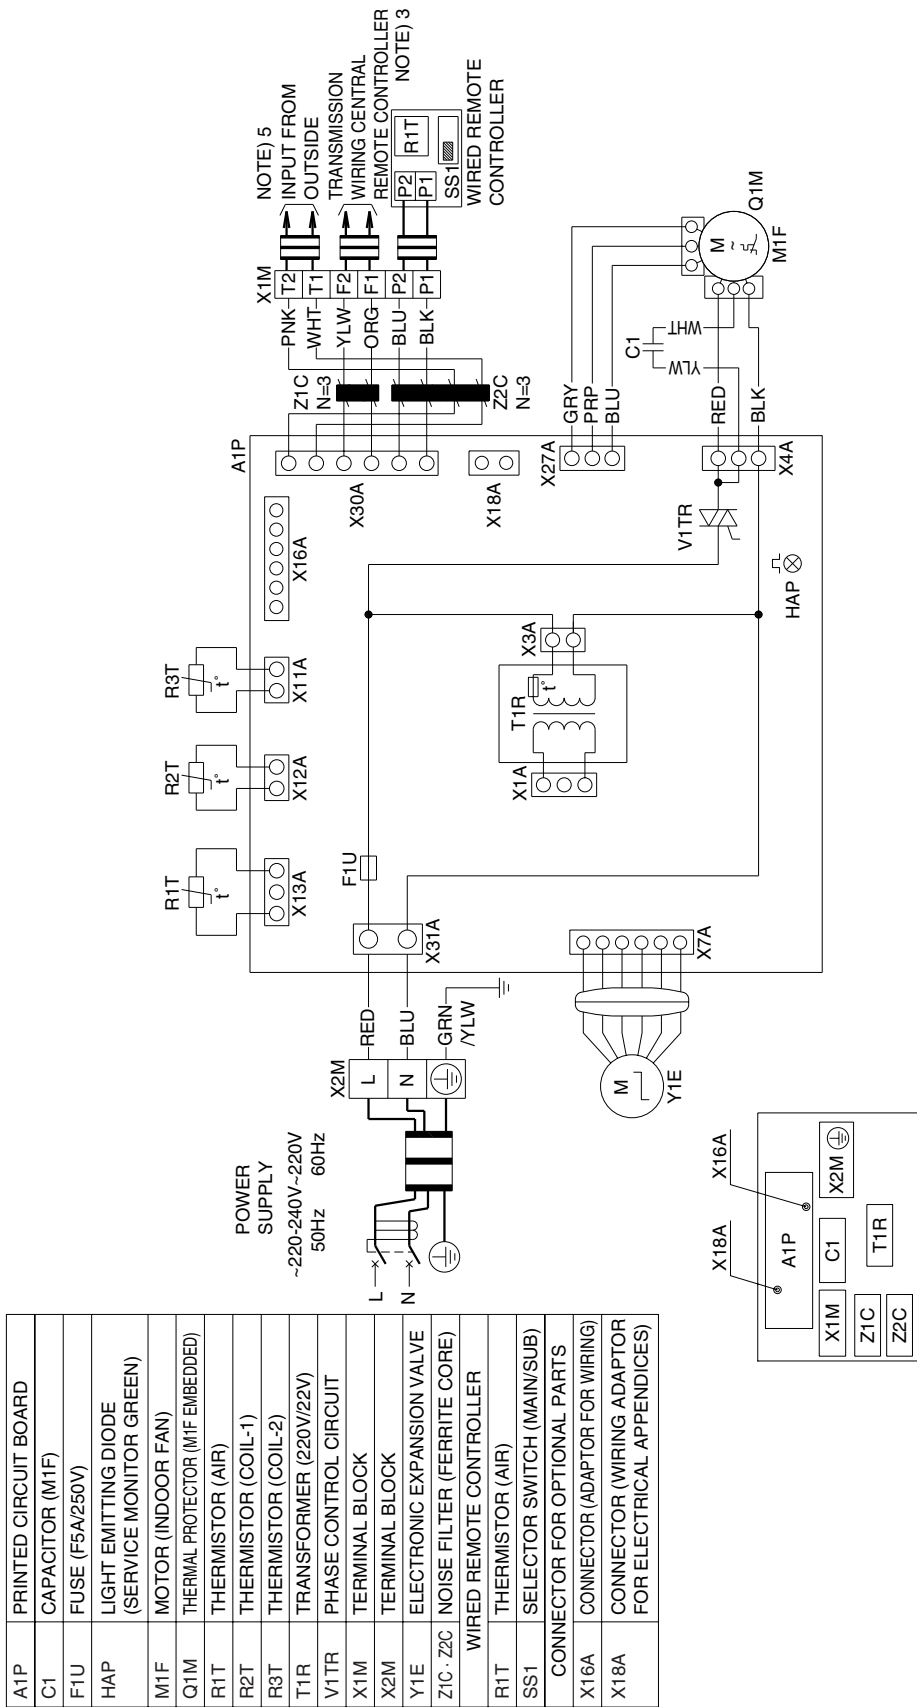 A1P PRINTED CIRCUIT BOARD
C1 CAPACITOR (M1F)
F1U FUSE (F5A/250V)
HAP LIGHT EMITTING DIODE
(SERVICE MONITOR GREEN)
M1F MOTOR (INDOOR FAN)
Q1M THERMAL PROTECTOR (M1F EMBEDDED)
R1T THERMISTOR (AIR)
R2T THERMISTOR (COIL-1)
R3T THERMISTOR (COIL-2)
T1R TRANSFORMER (220V/22V)
V1TR PHASE CONTROL CIRCUIT
X1M TERMINAL BLOCK
X2M TERMINAL BLOCK
Y1E ELECTRONIC EXPANSION VALVE
Z1C · Z2C NOISE FILTER (FERRITE CORE)
WIRED REMOTE CONTROLLER
R1T THERMISTOR (AIR)
SS1 SELECTOR SWITCH (MAIN/SUB)
CONNECTOR FOR OPTIONAL PARTS
X16A CONNECTOR (ADAPTOR FOR WIRING)
X18A CONNECTOR (WIRING ADAPTOR
FOR ELECTRICAL APPENDICES)
POWER
SUPPLY
~220-240V~220V
50Hz 60Hz
L
N
X2M
L
N
RED
BLU
GRN
/YLW
X31A
F1U
R1T
t°
X13A
R2T
t°
X12A
R3T
t°
X11A
X16A
A1P
X30A
X18A
X27A
X4A
V1TR
HAP
X3A
T1R
t°
X1A
X7A
M
Y1E
Z1C
N=3
Z2C
N=3
PNK
WHT
YLW
ORG
BLU
BLK
X1M
T2
T1
F2
F1
P2
P1
NOTE) 5
INPUT FROM
OUTSIDE
TRANSMISSION
WIRING CENTRAL
REMOTE CONTROLLER
NOTE) 3
P2
P1
R1T
SS1
WIRED REMOTE
CONTROLLER
GRY
PRP
BLU
RED
BLK
YLW
WHT
C1
M
~
Q1M
M1F
X18A
X16A
A1P
X1M
C1
X2M
Z1C
Z2C
T1R